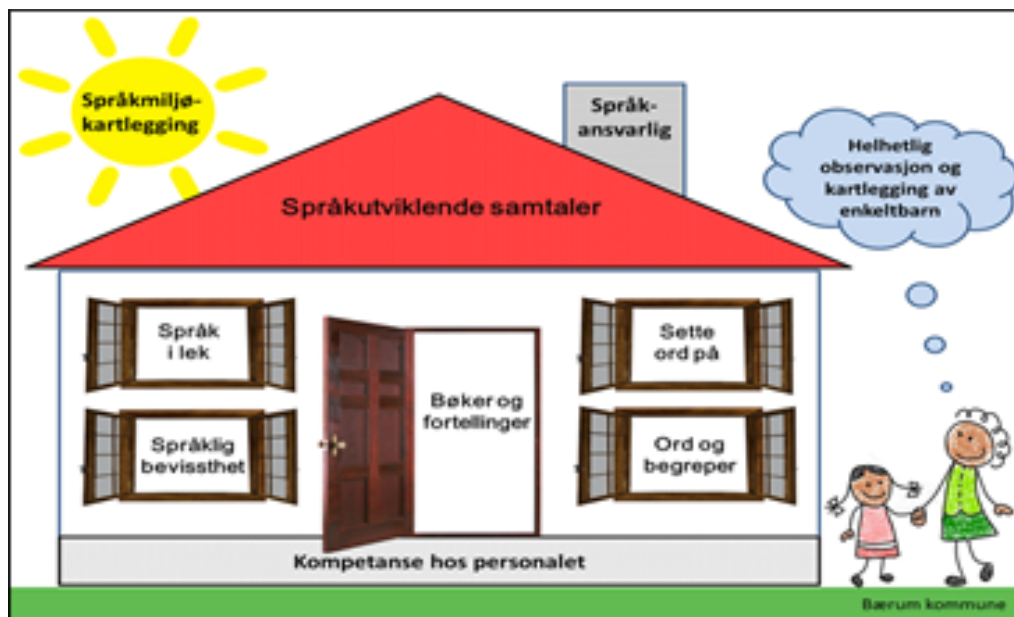 Språkmiljø-
kartlegging
Språk-
ansvarlig
Helhetlig
observasjon og
kartlegging av
enkeltbarn
Språkutviklende samtaler
Språk
i lek
Sette
ord på
Bøker og
fortellinger
Språklig
bevissthet
Ord og
begreper
Kompetanse hos personalet
Bærum kommune